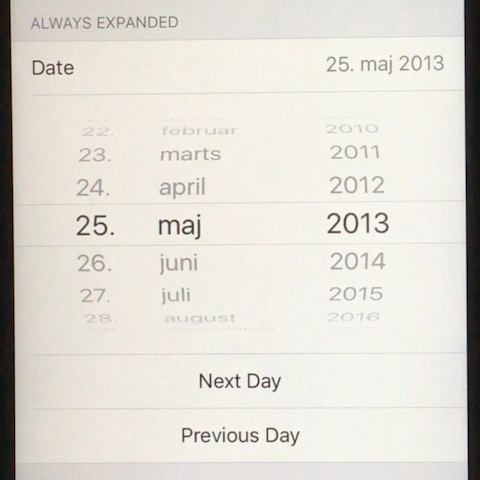 ALWAYS EXPANDED
Date 25. maj 2013
22. februar 2010
23. marts 2011
24. april 2012
25. maj 2013
26. juni 2014
27. juli 2015
28. august 2016
Next Day
Previous Day